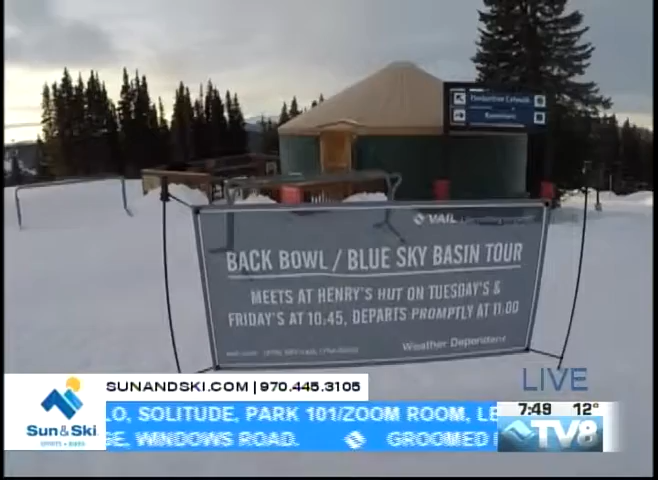 VAIL
BACK BOWL / BLUE SKY BASIN TOUR
MEETS AT HENRY'S HUT ON TUESDAY'S &
FRIDAY'S AT 10:45, DEPARTS PROMPTLY AT 11:00
Weather Dependent
LIVE
SUNANDSKI.COM | 970.445.3105
Sun&Ski
SPORTS
LO, SOLITUDE, PARK 101/ZOOM ROOM, LE
GE, WINDOWS ROAD. GROOMED
7:49 12°
TV8